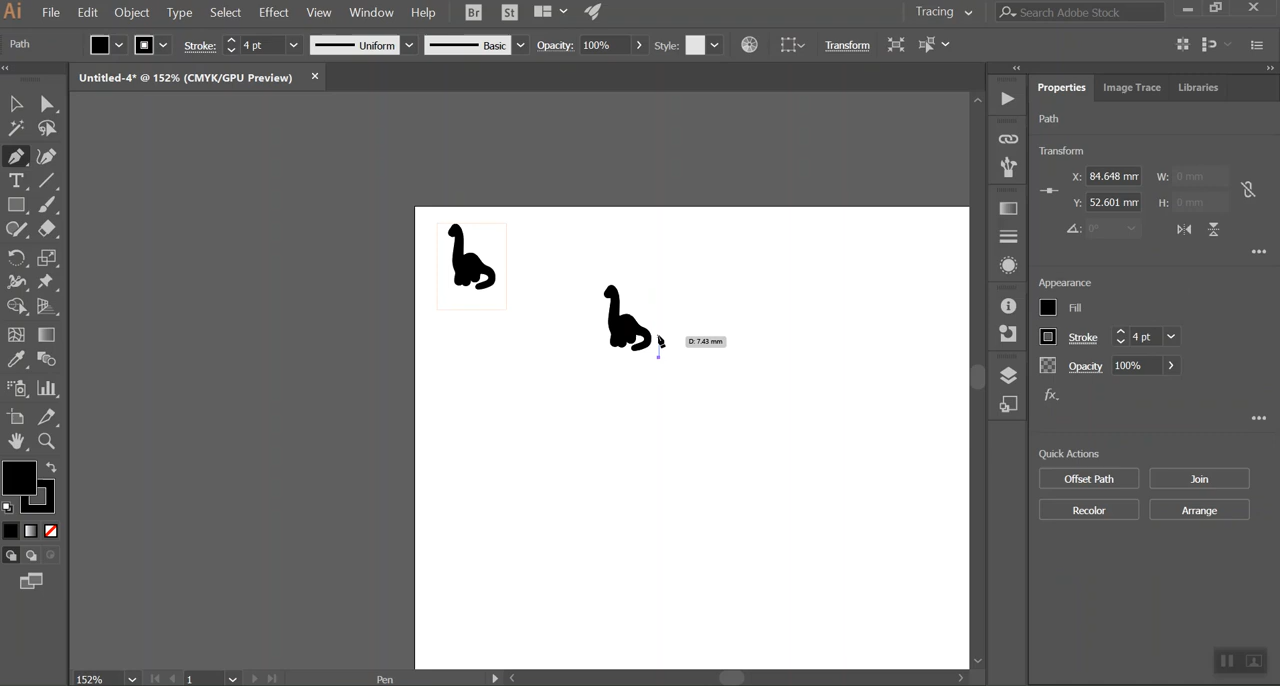 Ai File Edit Object Type Select Effect View Window Help Br St Tracing Search Adobe Stock
Path Stroke: 4 pt Uniform Basic Opacity: 100% Style: Transform
Untitled-4* @ 152% (CMYK/GPU Preview)
Properties Image Trace Libraries
Path
Transform
X: 84.648 mm W: 0 mm
Y: 52.601 mm H: 0 mm
0°
Appearance
Fill
Stroke 4 pt
Opacity 100%
fx
D: 7.43 mm
Quick Actions
Offset Path Join
Recolor Arrange
152% 1 Pen